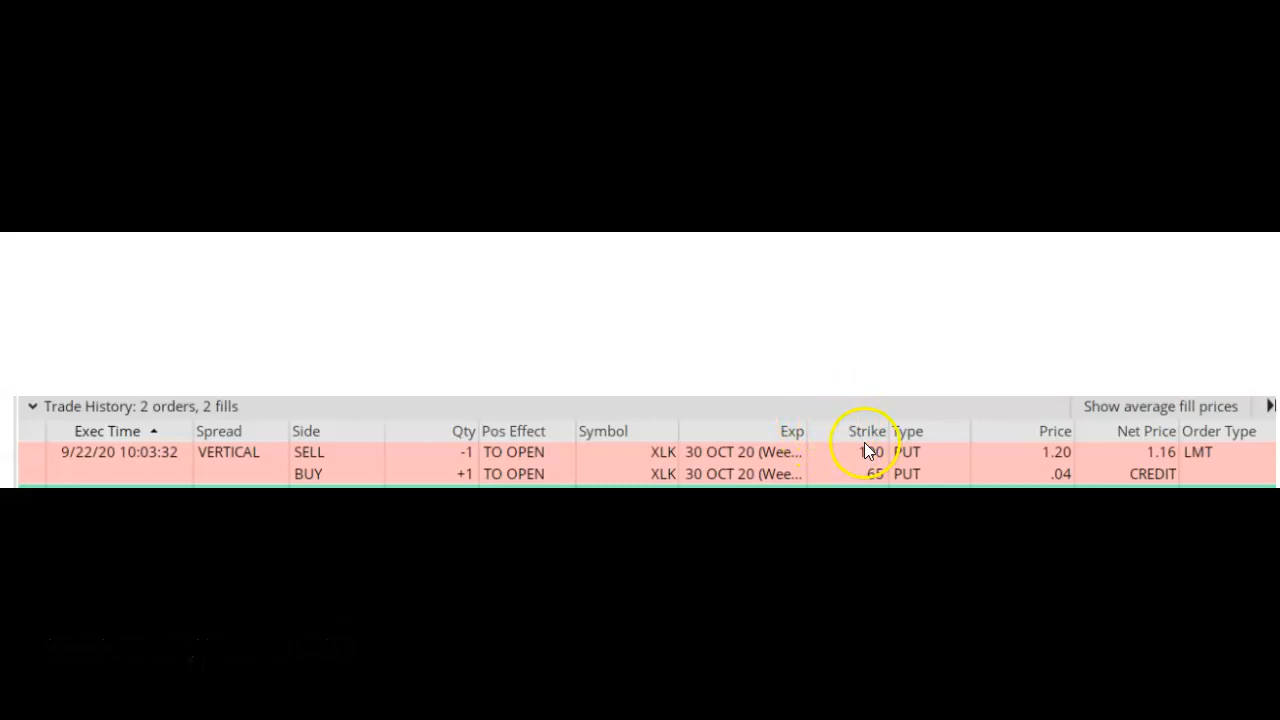 Trade History: 2 orders, 2 fills Show average fill prices
Exec Time Spread Side Qty Pos Effect Symbol Exp Strike Type Price Net Price Order Type
9/22/20 10:03:32 VERTICAL SELL -1 TO OPEN XLK 30 OCT 20 (Wee... PUT 1.20 1.16 LMT
BUY +1 TO OPEN XLK 30 OCT 20 (Wee... 65 PUT .04 CREDIT